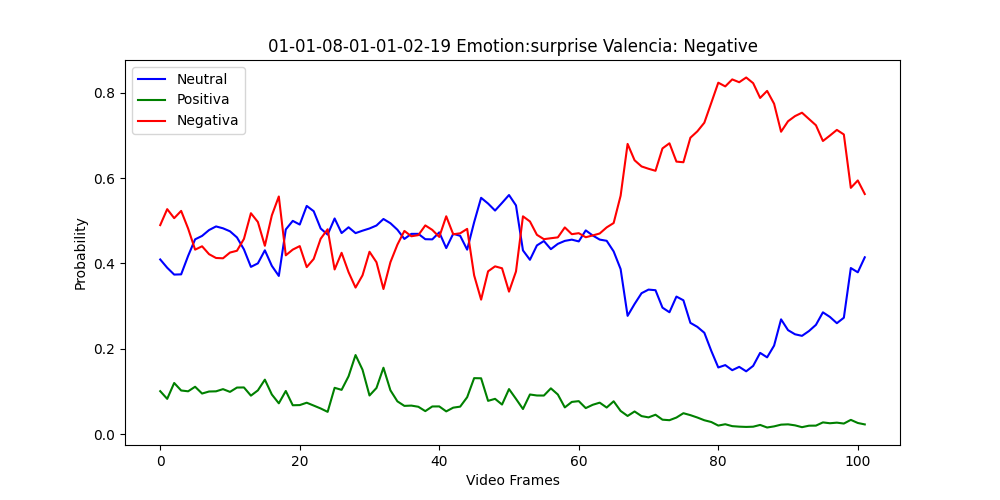 01-01-08-01-01-02-19 Emotion:surprise Valencia: Negative
Neutral
Positiva
Negativa
Probability
0.8
0.6
0.4
0.2
0.0
0 20 40 60 80 100
Video Frames